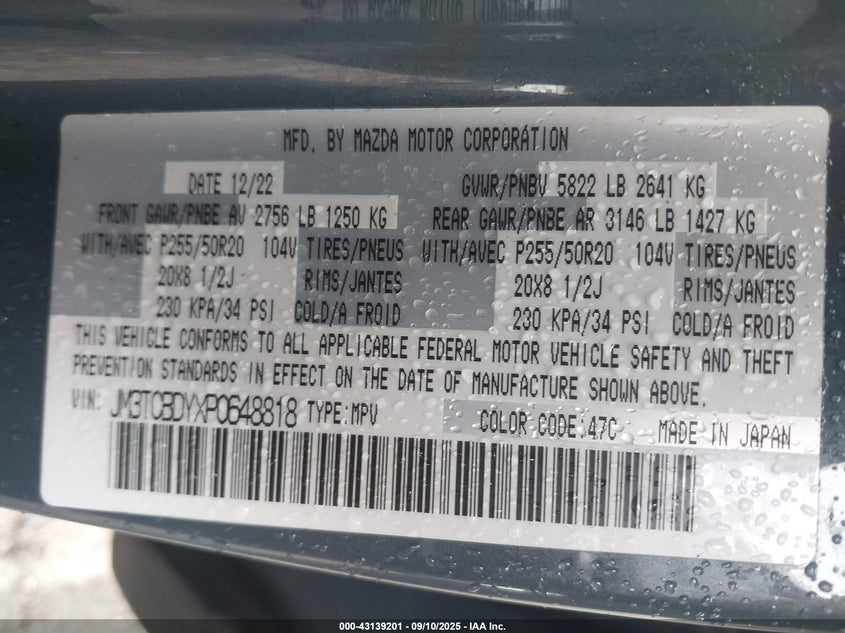 MFD. BY MAZDA MOTOR CORPORATION
DATE 12/22 GVWR/PNBV 5822 LB 2641 KG
FRONT GAWR/PNBE AV 2756 LB 1250 KG REAR GAWR/PNBE AR 3146 LB 1427 KG
WITH/AVEC P255/50R20 104V TIRES/PNEUS WITH/AVEC P255/50R20 104V TIRES/PNEUS
20X8 1/2J RIMS/JANTES 20X8 1/2J RIMS/JANTES
230 KPA/34 PSI COLD/A FROID 230 KPA/34 PSI COLD/A FROID
THIS VEHICLE CONFORMS TO ALL APPLICABLE FEDERAL MOTOR VEHICLE SAFETY AND THEFT
PREVENTION STANDARDS IN EFFECT ON THE DATE OF MANUFACTURE SHOWN ABOVE.
VIN: JM3TCBDYXP0648818 TYPE:MPV COLOR CODE:47C MADE IN JAPAN
000-43139201 - 09/10/2025 - IAA Inc.